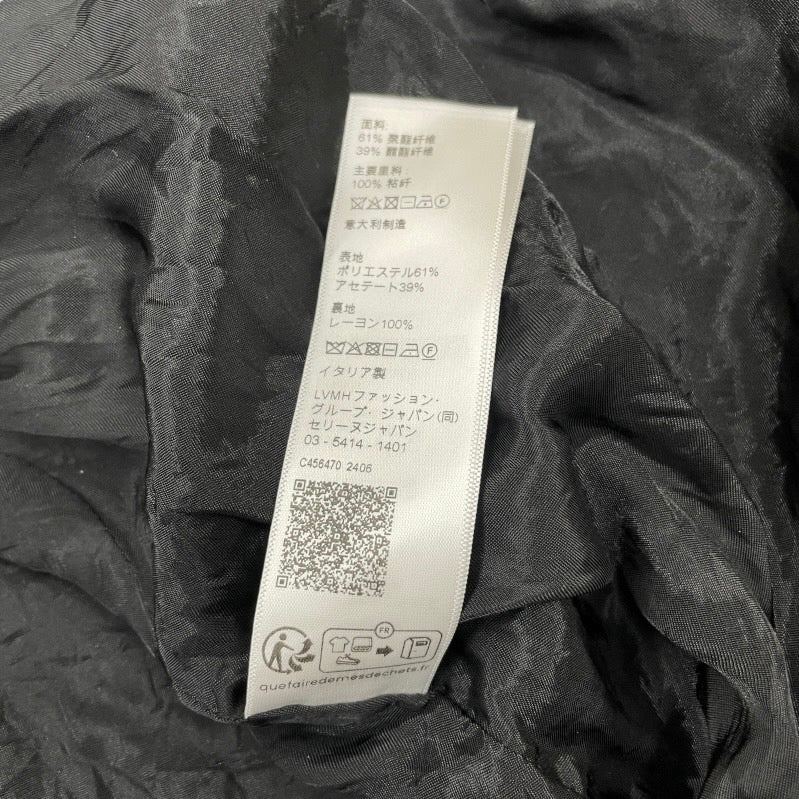 面料:
61% 聚酯纤维
39% 醋酯纤维
主要里料:
100% 粘纤
意大利制造
表地
ポリエステル61%
アセテート39%
裏地
レーヨン100%
イタリア製
LVMHファッション・
グループ・ジャパン(同)
セリーヌジャパン
03 - 5414 - 1401
C456470 2406
FR
quefairedemesdechets.fr